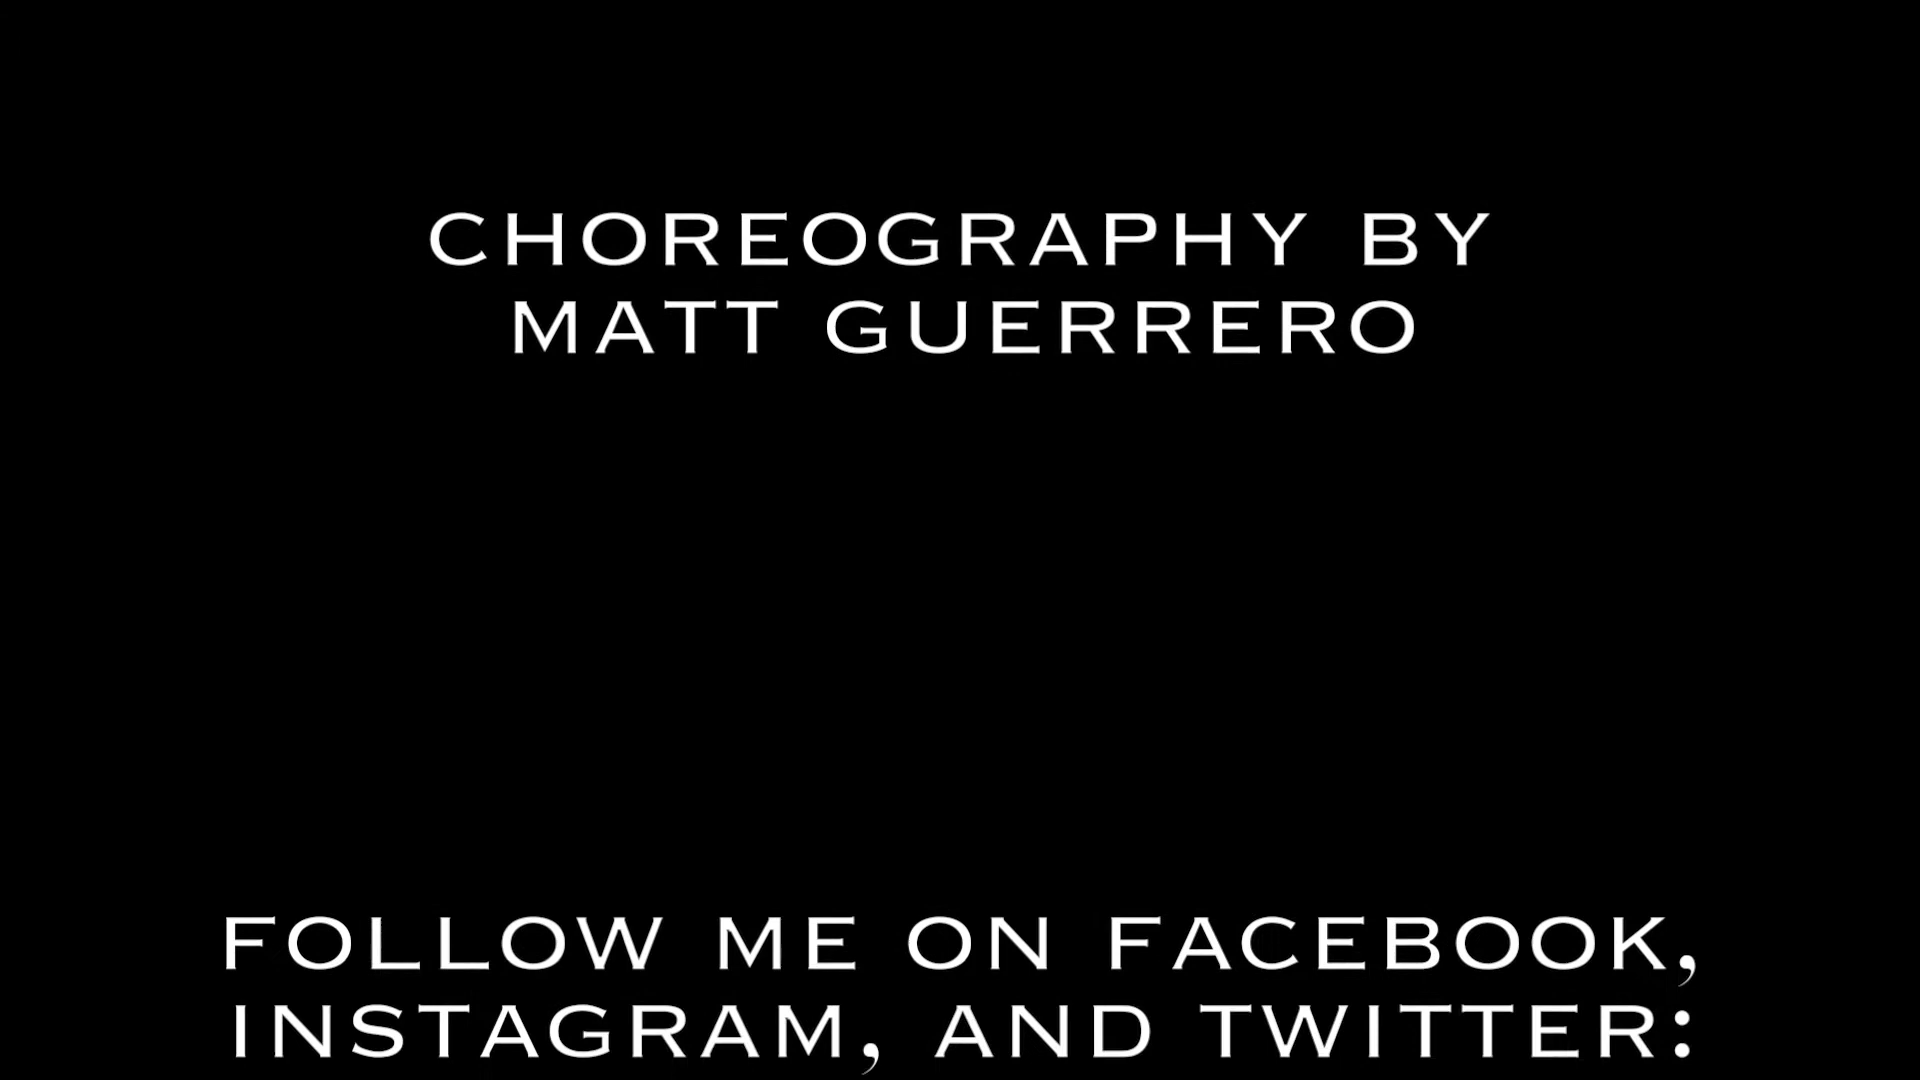 CHOREOGRAPHY BY
MATT GUERRERO
FOLLOW ME ON FACEBOOK,
INSTAGRAM, AND TWITTER: